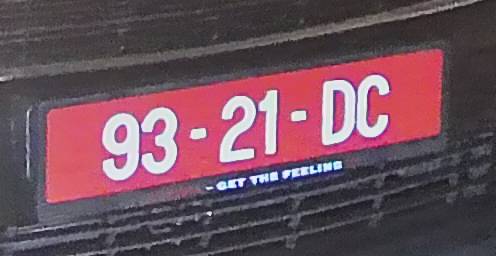 93-21-DC
- GET THE FEELING